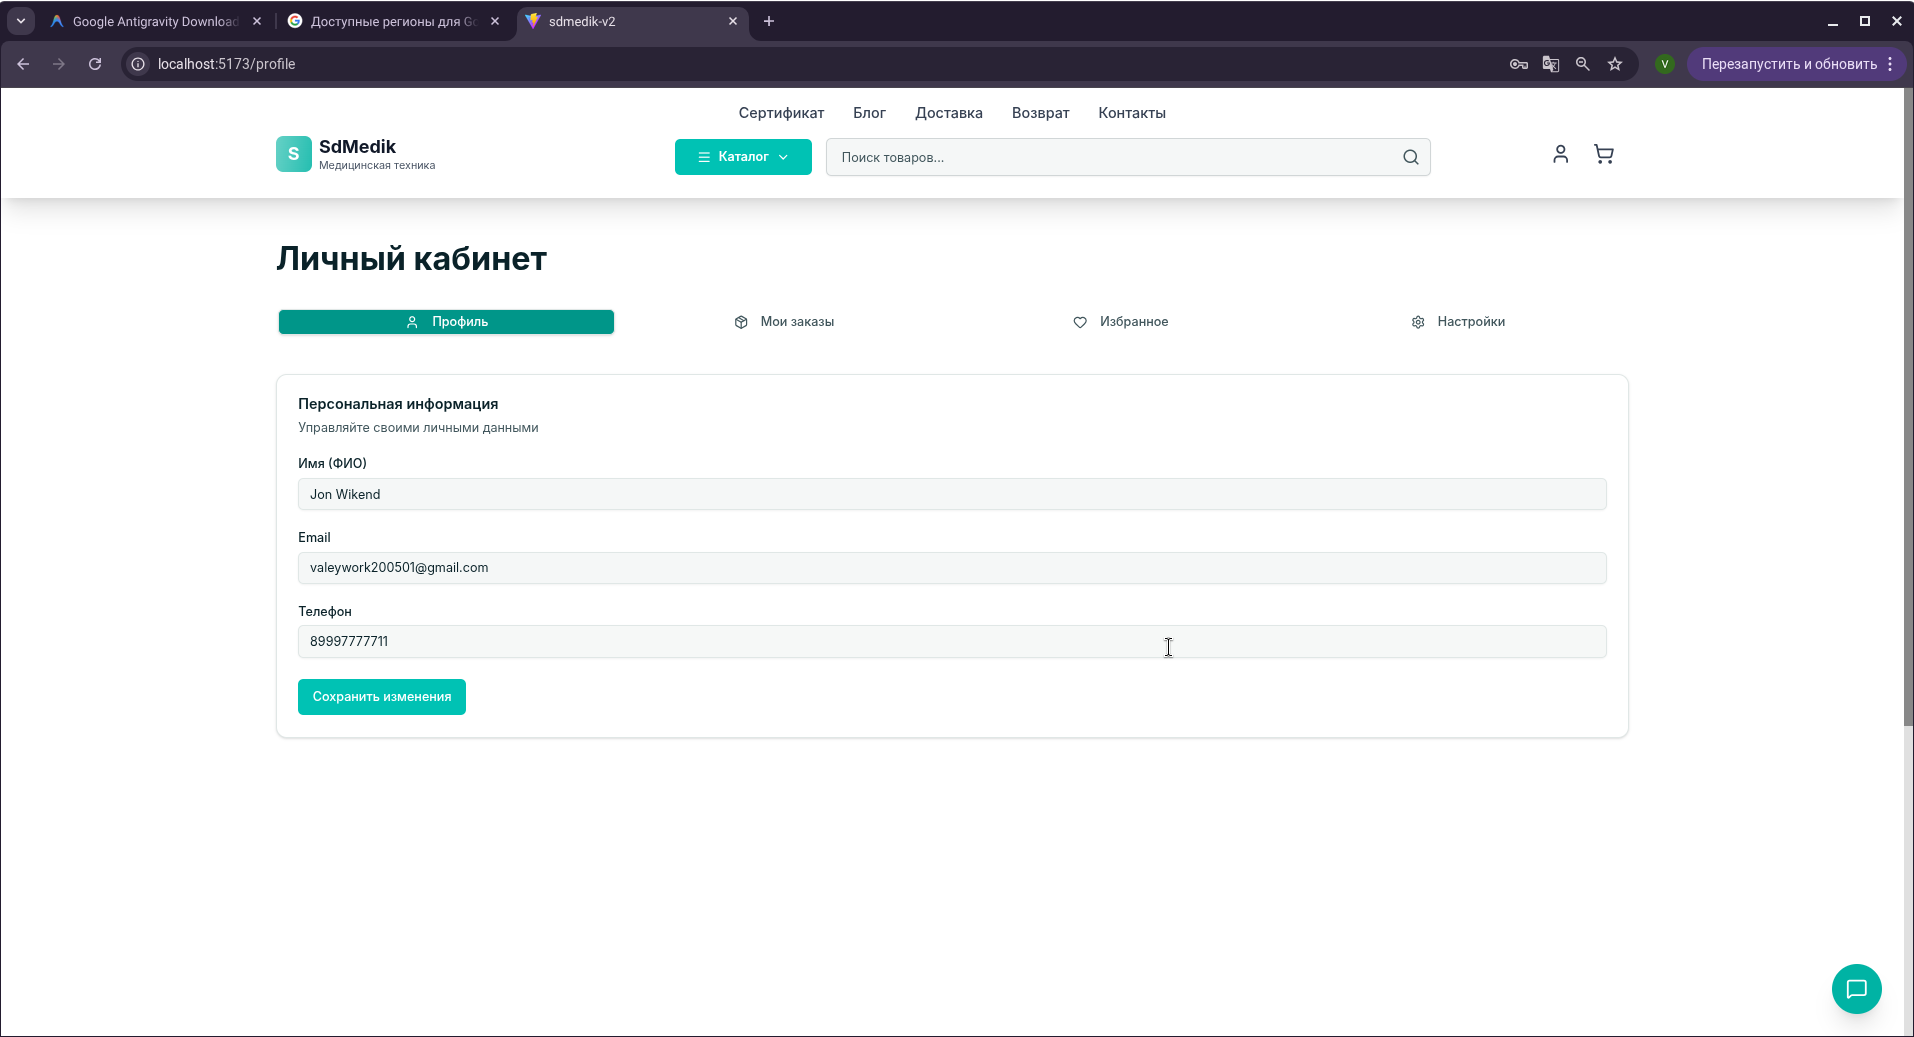 Google Antigravity Download
Доступные регионы для Go
sdmedik-v2
localhost:5173/profile
V
Перезапустить и обновить
Сертификат Блог Доставка Возврат Контакты
S
SdMedik
Медицинская техника
Каталог
Поиск товаров...
Личный кабинет
Профиль Мои заказы Избранное Настройки
Персональная информация
Управляйте своими личными данными
Имя (ФИО)
Jon Wikend
Email
valeywork200501@gmail.com
Телефон
89997777711
Сохранить изменения